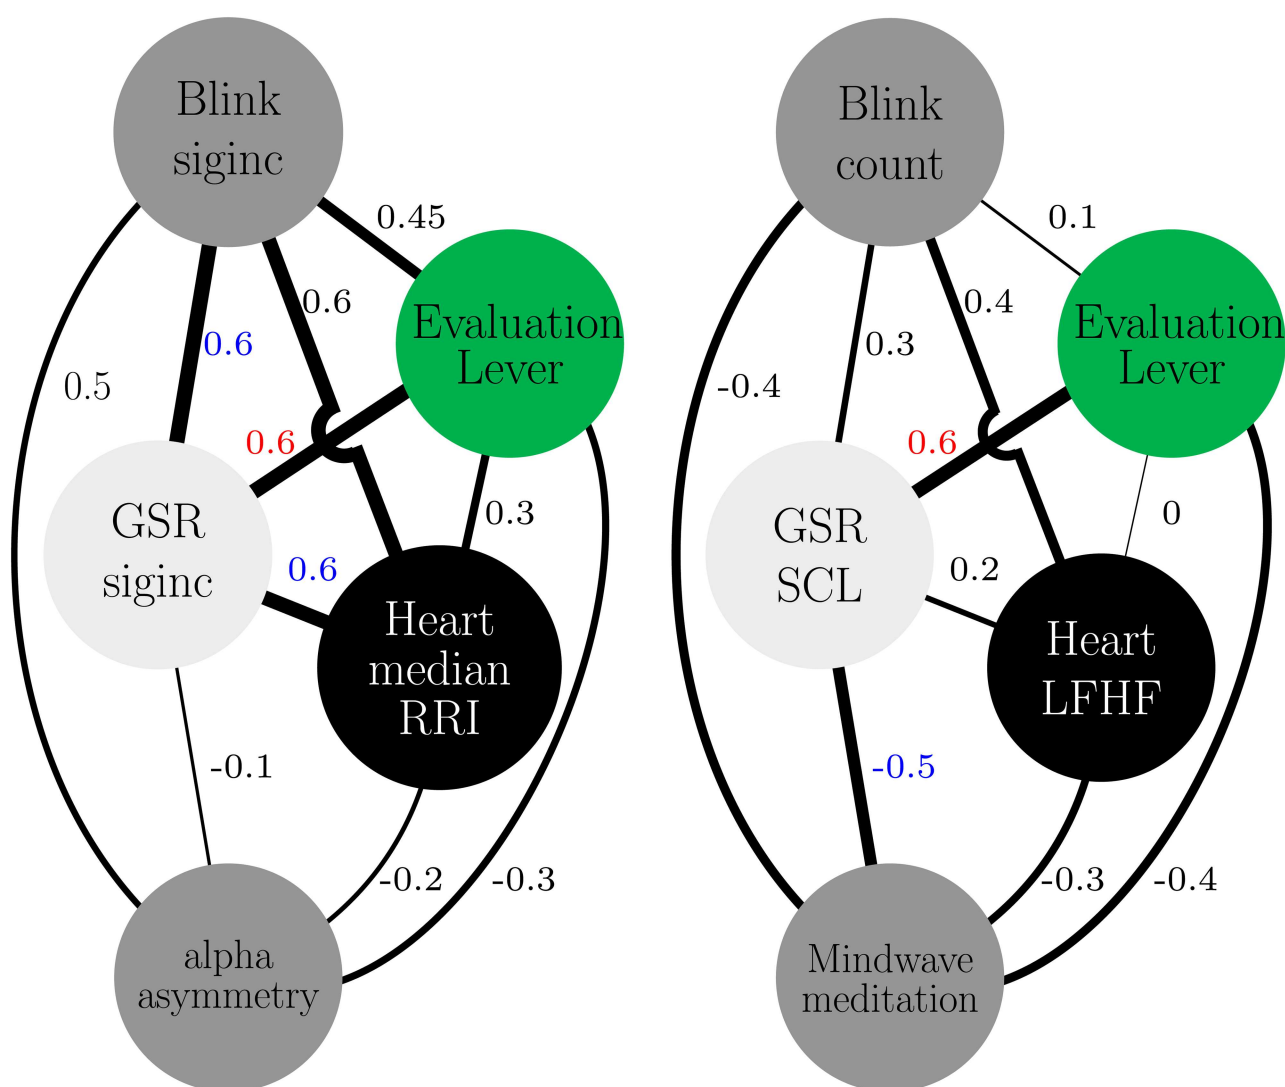 Blink
siginc
0.45
0.6
Evaluation
Lever
0.6
0.5
0.6
GSR
siginc
0.3
0.6
Heart
median
RRI
-0.1
-0.2
-0.3
alpha
asymmetry
Blink
count
0.1
0.4
Evaluation
Lever
0.3
-0.4
0.6
GSR
SCL
0
0.2
Heart
LFHF
-0.5
-0.3
-0.4
Mindwave
meditation